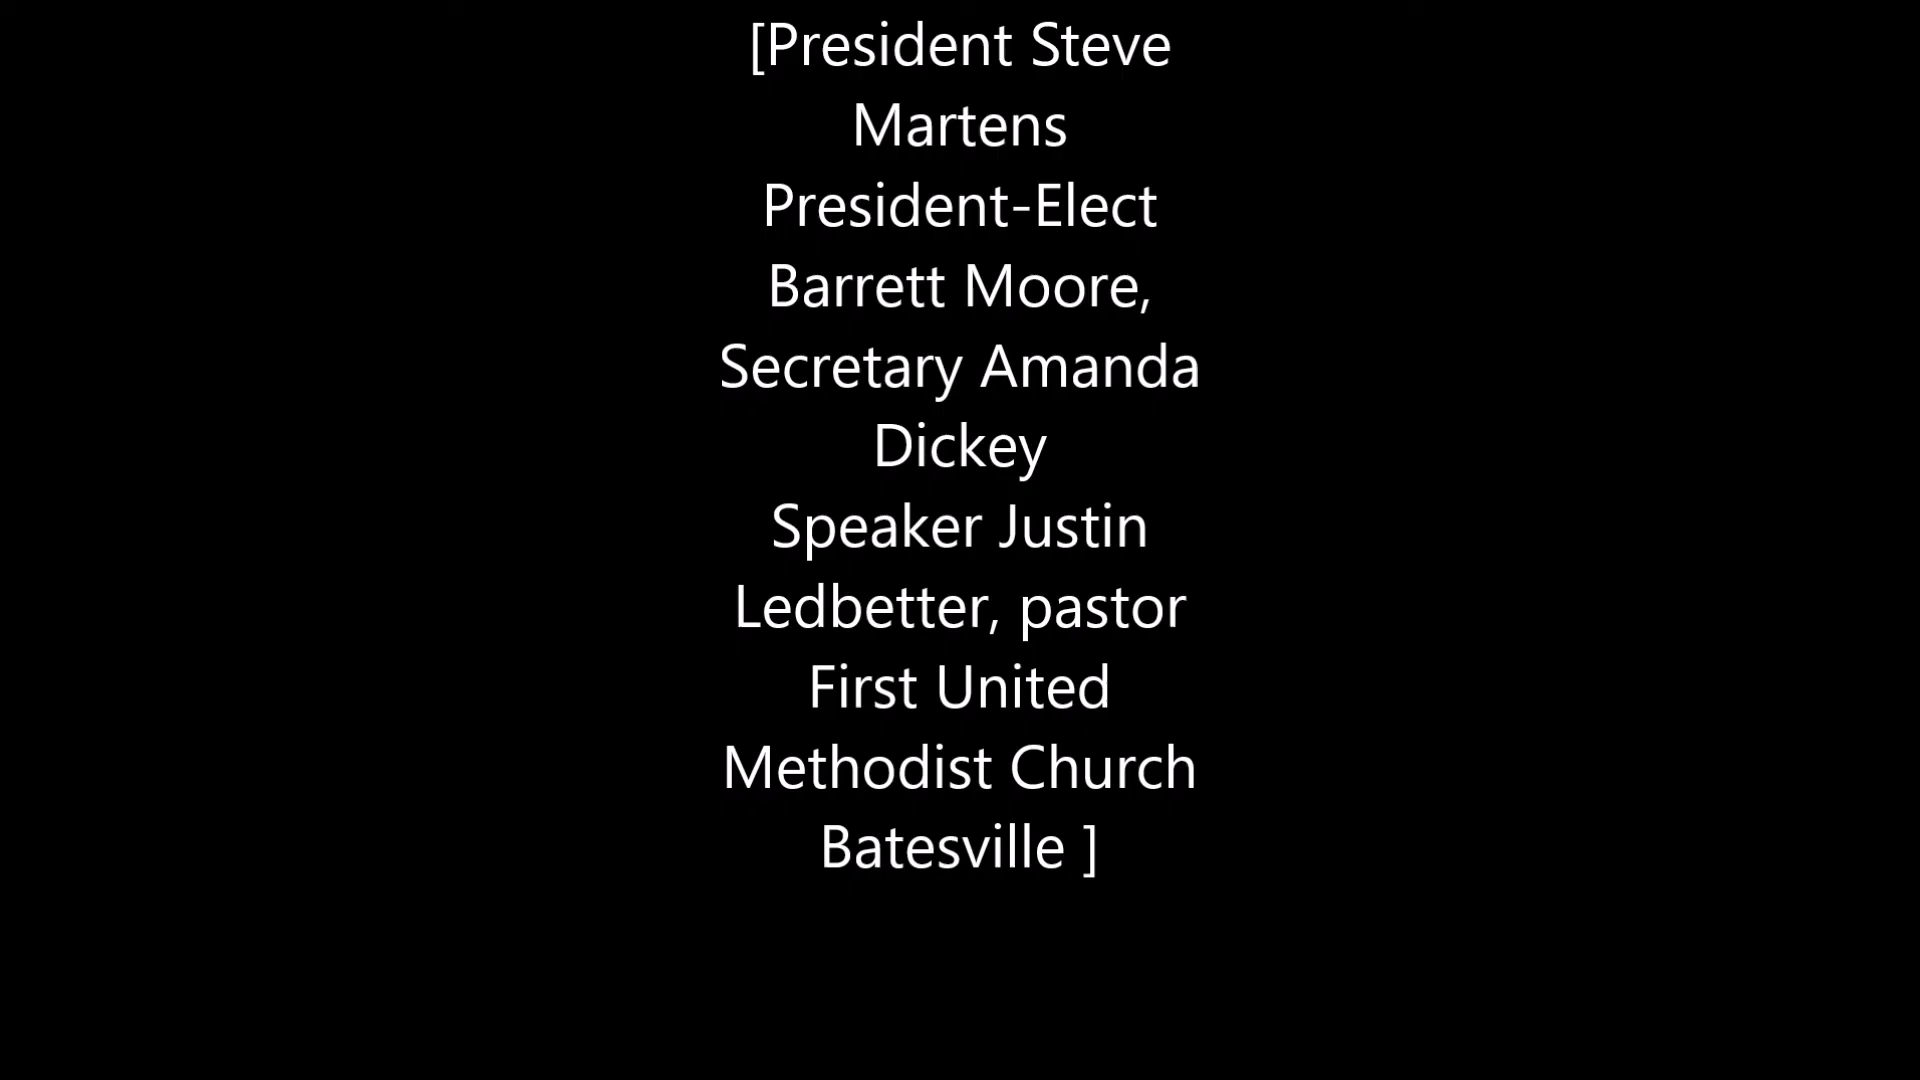 [President Steve
Martens
President-Elect
Barrett Moore,
Secretary Amanda
Dickey
Speaker Justin
Ledbetter, pastor
First United
Methodist Church
Batesville ]